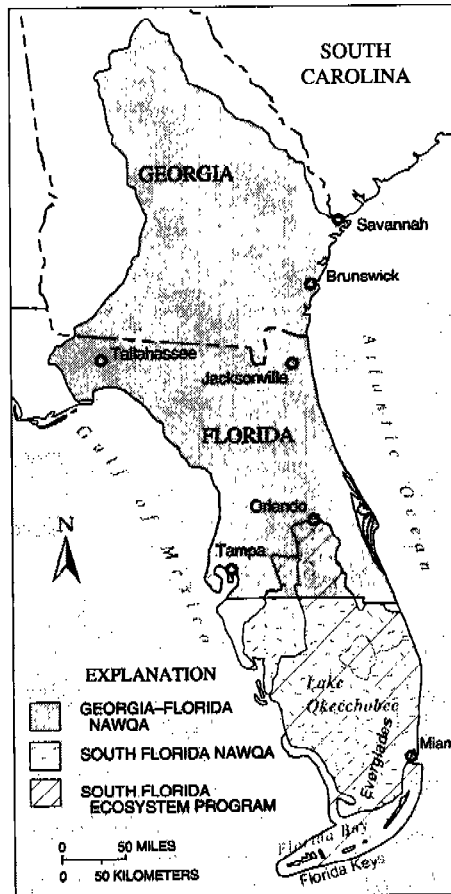 SOUTH
CAROLINA
GEORGIA
Savannah
Brunswick
Tallahassee
Jacksonville
Atlantic Ocean
FLORIDA
Gulf of Mexico
Orlando
N
Tampa
EXPLANATION
GEORGIA–FLORIDA
NAWQA
SOUTH FLORIDA NAWQA
SOUTH FLORIDA
ECOSYSTEM PROGRAM
Lake
Okeechobee
Everglades
Mian
Florida Bay
Florida Keys
0 50 MILES
0 50 KILOMETERS